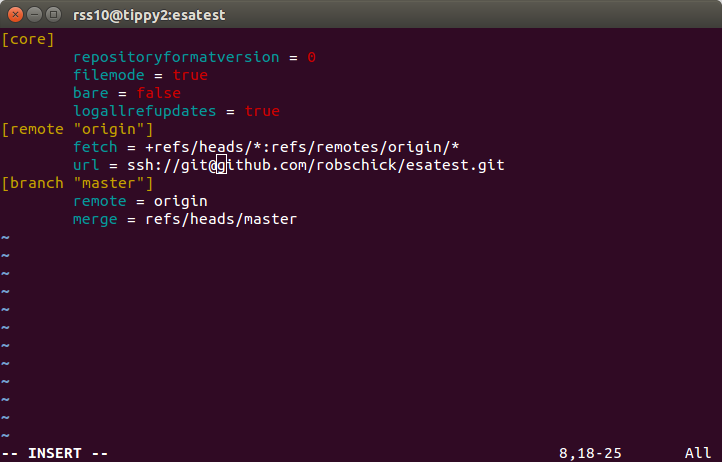 rss10@tippy2:esatest
[core]
repositoryformatversion = 0
filemode = true
bare = false
logallrefupdates = true
[remote "origin"]
fetch = +refs/heads/*:refs/remotes/origin/*
url = ssh://git@github.com/robschick/esatest.git
[branch "master"]
remote = origin
merge = refs/heads/master
~
~
~
~
~
~
~
~
~
~
~
~
-- INSERT -- 8,18-25 All